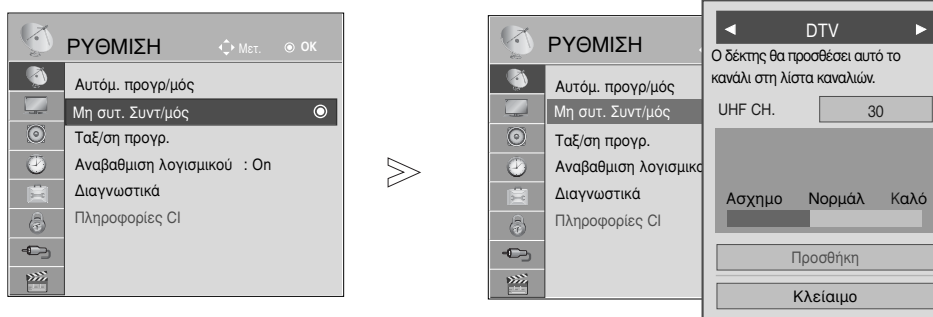 ΡΥΘΜΙΣΗ Μετ. OK
Αυτόμ. προγρ/μός
Μη συτ. Συντ/μός
Ταξ/ση προγρ.
Αναβαθμιση λογισμικού : On
Διαγνωστικά
Πληροφορίες CI
ΡΥΘΜΙΣΗ
Αυτόμ. προγρ/μός
Μη συτ. Συντ/μός
Ταξ/ση προγρ.
Αναβαθμιση λογισμικο
Διαγνωστικά
Πληροφορίες CI
DTV
Ο δέκτης θα προσθέσει αυτό το
κανάλι στη λίστα καναλιών.
UHF CH. 30
Ασχημο Νορμάλ Καλό
Προσθήκη
Κλείαιμο